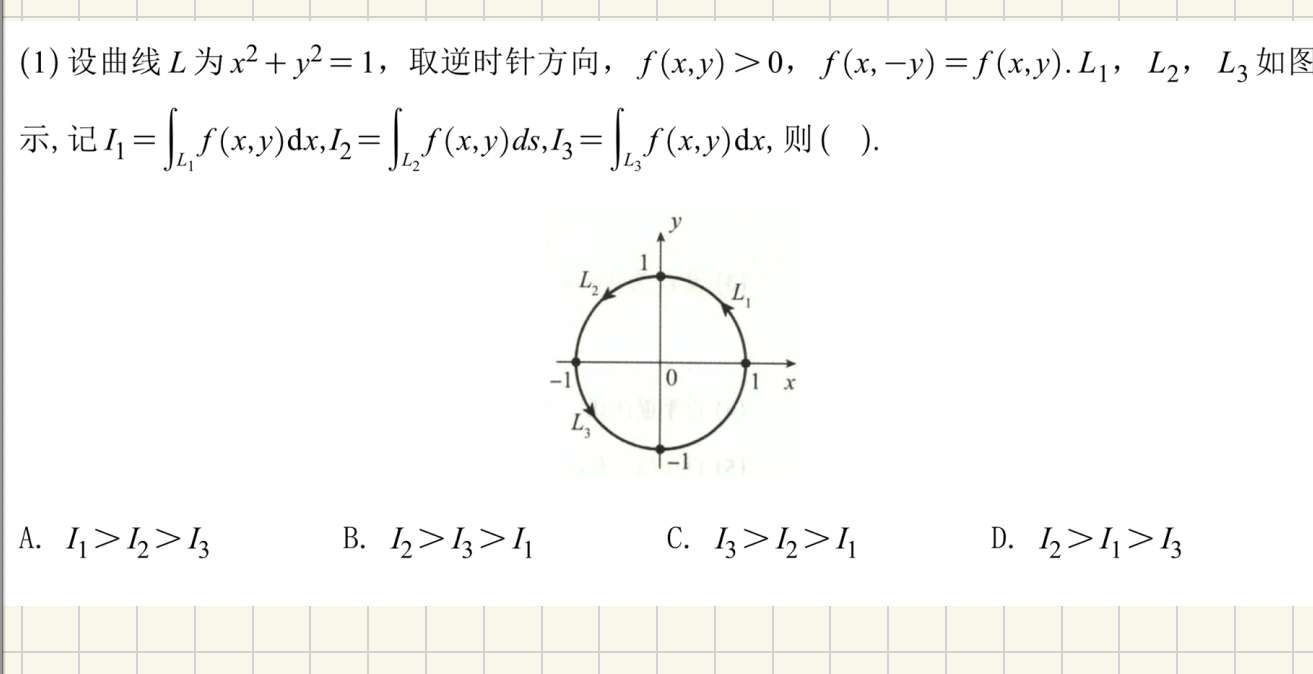 (1) 设曲线 L 为 x² + y² = 1，取逆时针方向，f(x,y) > 0，f(x,−y) = f(x,y). L₁，L₂，L₃ 如图
示, 记 I₁ = ∫_{L₁} f(x,y)dx, I₂ = ∫_{L₂} f(x,y)ds, I₃ = ∫_{L₃} f(x,y)dx, 则 (　).
y
1
L₂
L₁
−1
0
1
x
L₃
−1
A. I₁ > I₂ > I₃
B. I₂ > I₃ > I₁
C. I₃ > I₂ > I₁
D. I₂ > I₁ > I₃